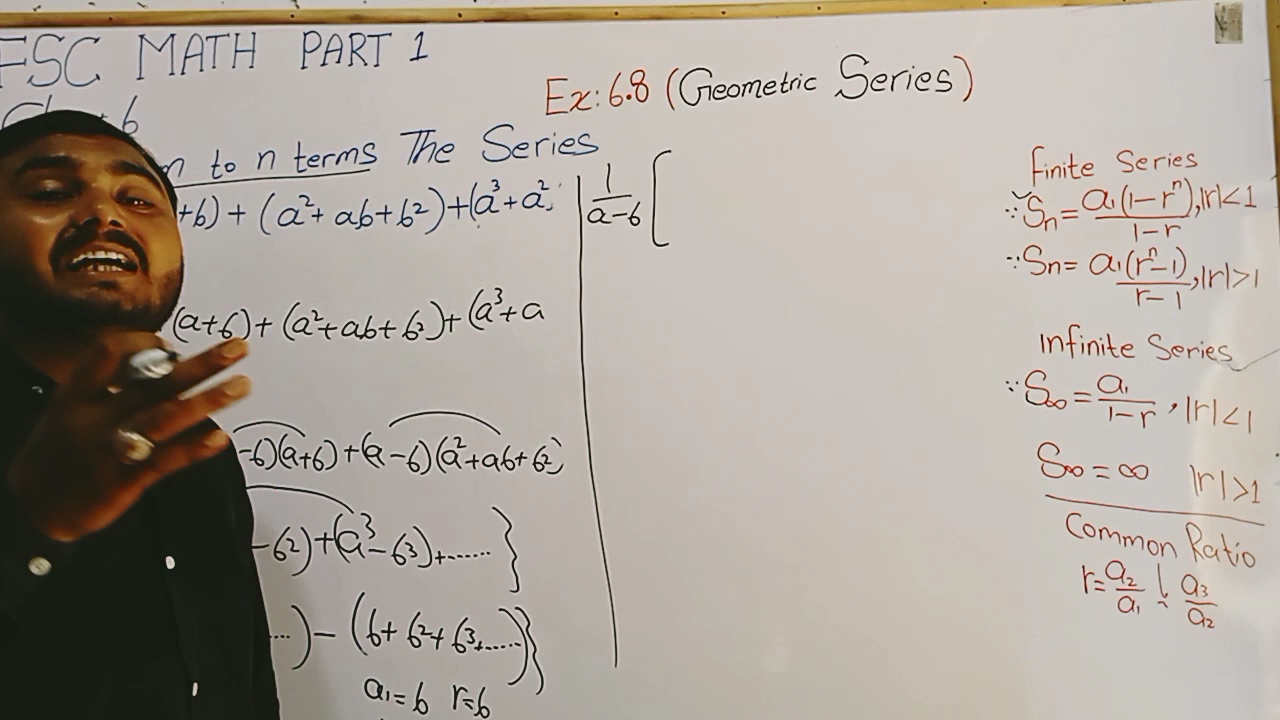 FSC MATH PART 1
6
Ex: 6.8 (Geometric Series)
to n terms The Series
+b) + (a²+ab+b²)+(a³+a²
1/(a-b) [
(a+b)+(a²+ab+b²)+(a³+a
-b)(a+b)+(a-b)(a²+ab+b²)
-b²)+(a³-b³)+......}
....)-(b+b²+b³+.....)}
a₁=b r=b
finite Series
∵Sₙ=a₁(1-rⁿ)/(1-r),|r|<1
∵Sₙ=a₁(rⁿ-1)/(r-1),|r|>1
Infinite Series
∵S∞=a₁/(1-r),|r|<1
S∞=∞ |r|>1
Common Ratio
r=a₂/a₁ a₃/a₂